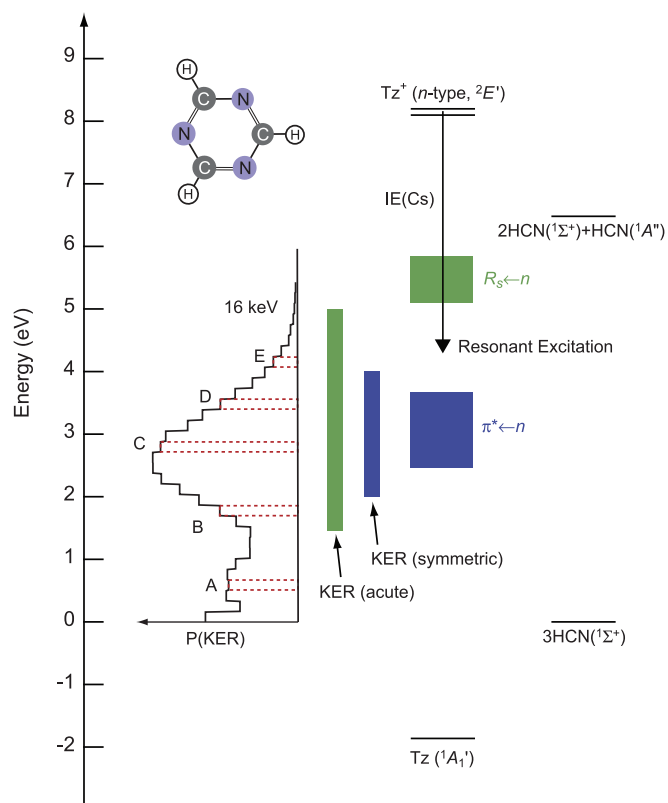 9
8
7
6
5
4
3
2
1
0
-1
-2
Energy (eV)
H
C
N
N
C
H
C
N
H
Tz⁺ (n-type, ²E')
IE(Cs)
2HCN(¹Σ⁺)+HCN(¹A")
Rs←n
16 keV
Resonant Excitation
E
D
C
B
A
π*←n
KER (symmetric)
KER (acute)
P(KER)
3HCN(¹Σ⁺)
Tz (¹A₁')